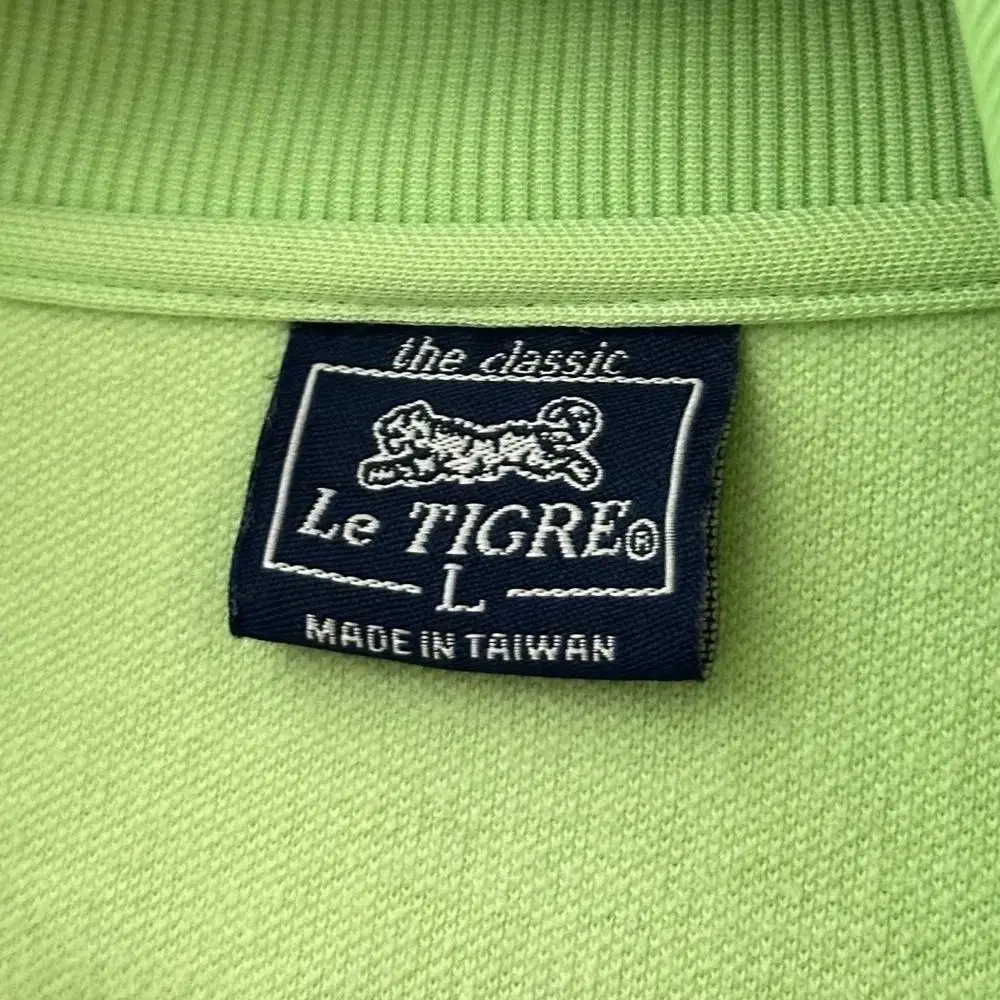 the classic
Le TIGRE®
L
MADE IN TAIWAN